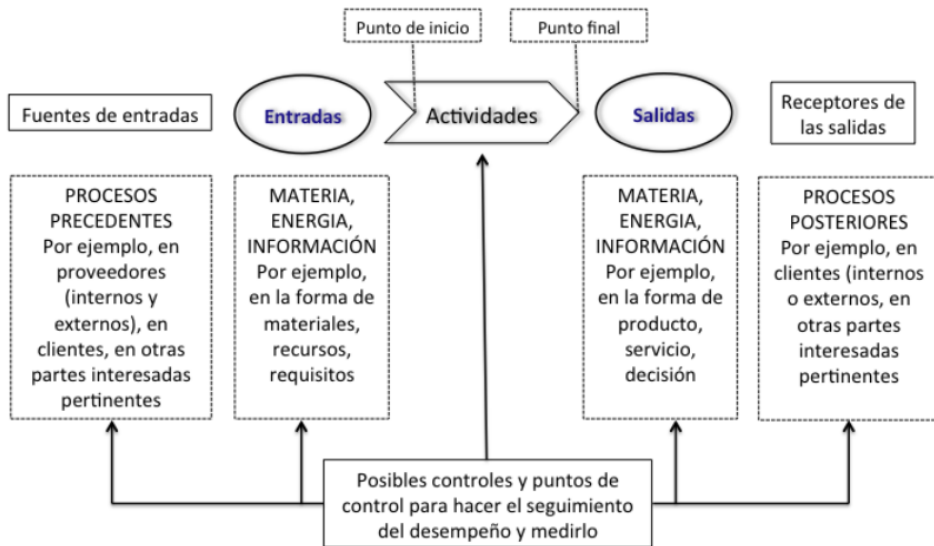 Punto de inicio
Punto final
Fuentes de entradas
Entradas
Actividades
Salidas
Receptores de
las salidas
PROCESOS
PRECEDENTES
Por ejemplo, en
proveedores
(internos y
externos), en
clientes, en otras
partes interesadas
pertinentes
MATERIA,
ENERGIA,
INFORMACIÓN
Por ejemplo,
en la forma de
materiales,
recursos,
requisitos
MATERIA,
ENERGIA,
INFORMACIÓN
Por ejemplo,
en la forma de
producto,
servicio,
decisión
PROCESOS
POSTERIORES
Por ejemplo, en
clientes (internos
o externos, en
otras partes
interesadas
pertinentes
Posibles controles y puntos de
control para hacer el seguimiento
del desempeño y medirlo